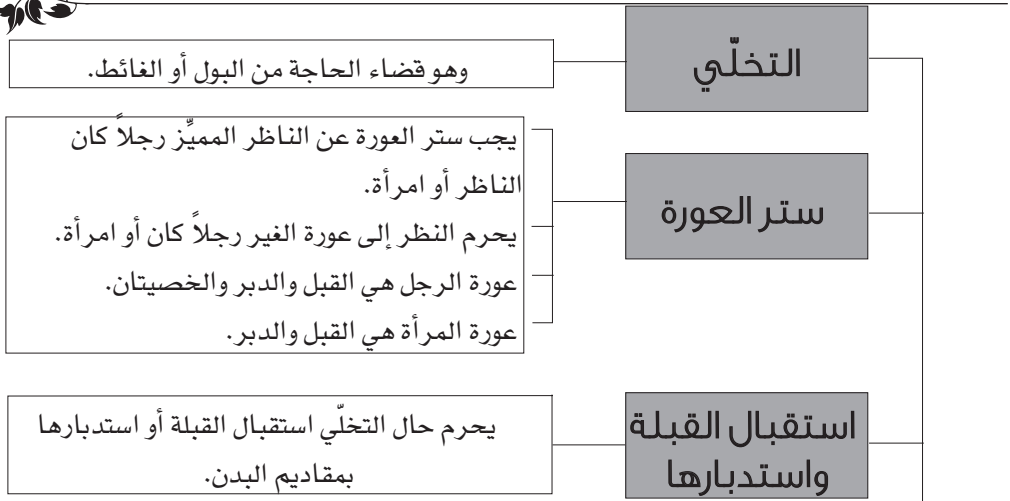 التخلّي
وهو قضاء الحاجة من البول أو الغائط.
ستر العورة
يجب ستر العورة عن الناظر المميِّز رجلاً كان
الناظر أو امرأة.
يحرم النظر إلى عورة الغير رجلاً كان أو امرأة.
عورة الرجل هي القبل والدبر والخصيتان.
عورة المرأة هي القبل والدبر.
استقبال القبلة
واستدبارها
يحرم حال التخلّي استقبال القبلة أو استدبارها
بمقاديم البدن.